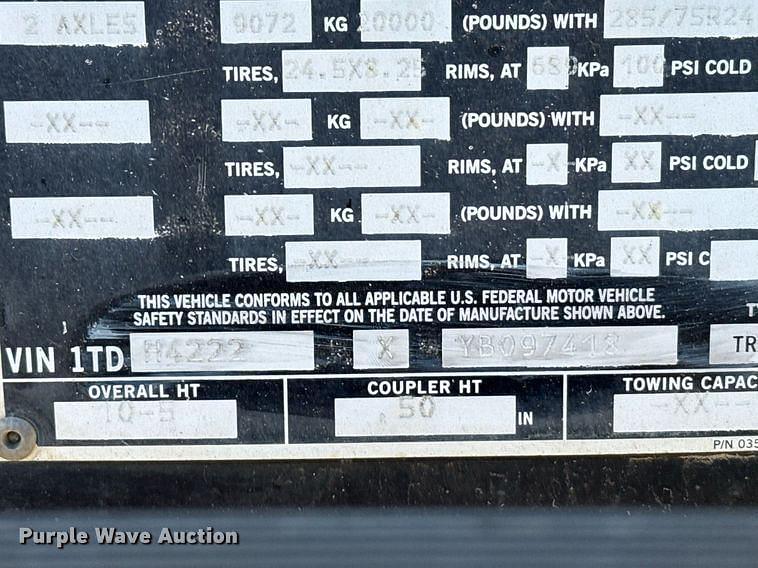 2 AXLES 9072 KG 20000 (POUNDS) WITH 285/75R24
TIRES, 24.5X8.25 RIMS, AT 689 KPa 100 PSI COLD
-XX-- -XX- KG -XX- (POUNDS) WITH -XX--
TIRES, -XX-- RIMS, AT -X- KPa XX PSI COLD
-XX-- -XX- KG -XX- (POUNDS) WITH -XX--
TIRES, -XX-- RIMS, AT -X- KPa XX PSI C
THIS VEHICLE CONFORMS TO ALL APPLICABLE U.S. FEDERAL MOTOR VEHICLE
SAFETY STANDARDS IN EFFECT ON THE DATE OF MANUFACTURE SHOWN ABOVE.
VIN 1TD H4222 X YB097418 TR
OVERALL HT COUPLER HT TOWING CAPAC
10-5 50 IN -XX--
P/N 035
Purple Wave Auction